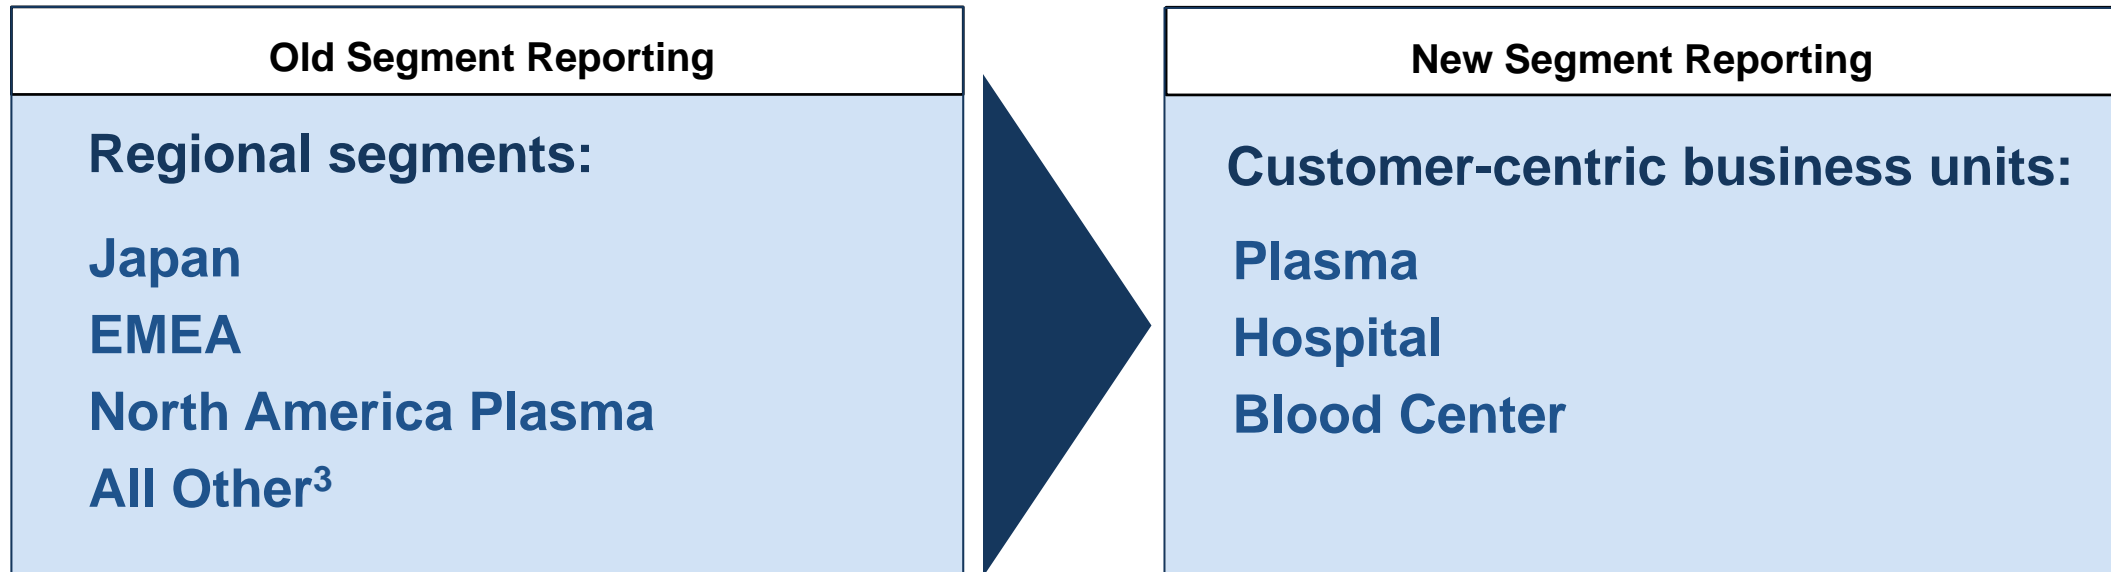 Old Segment Reporting
Regional segments:
Japan
EMEA
North America Plasma
All Other³
New Segment Reporting
Customer-centric business units:
Plasma
Hospital
Blood Center